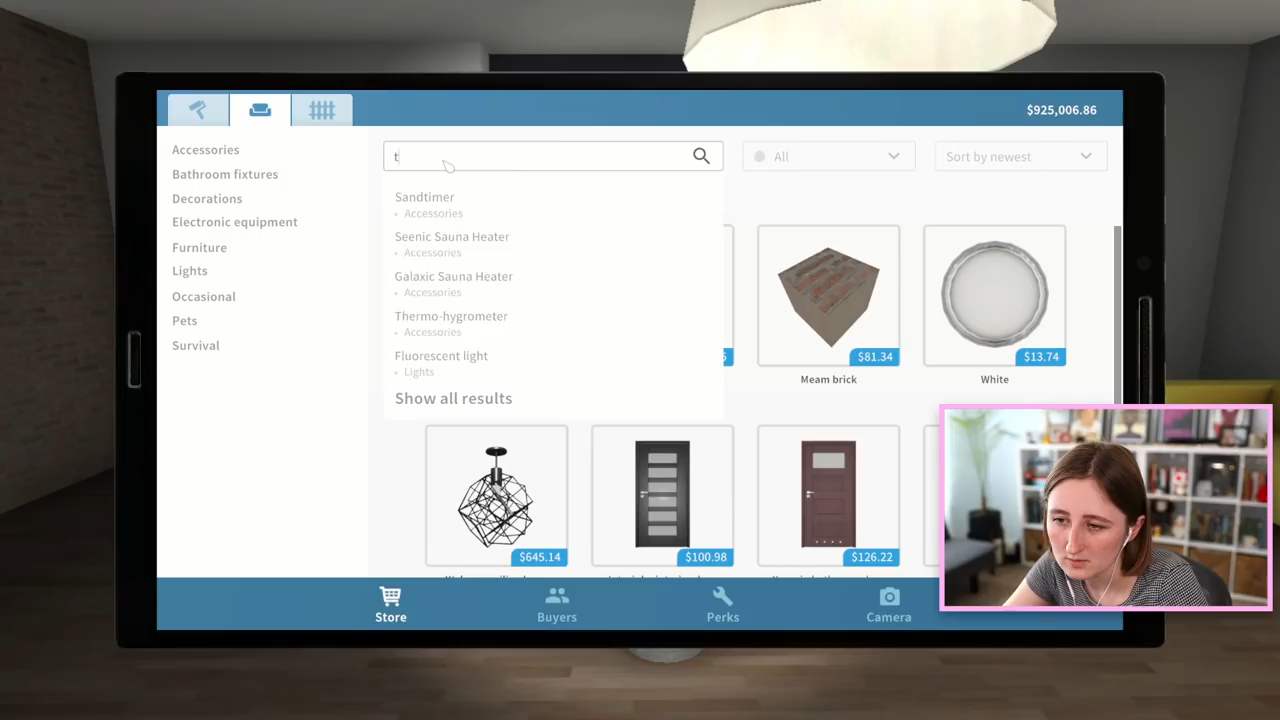 $925,006.86
Accessories
Bathroom fixtures
Decorations
Electronic equipment
Furniture
Lights
Occasional
Pets
Survival
t
All
Sort by newest
Sandtimer
Accessories
Seenic Sauna Heater
Accessories
Galaxic Sauna Heater
Accessories
Thermo-hygrometer
Accessories
Fluorescent light
Lights
Show all results
$81.34
Meam brick
$13.74
White
$645.14
$100.98
$126.22
Store
Buyers
Perks
Camera